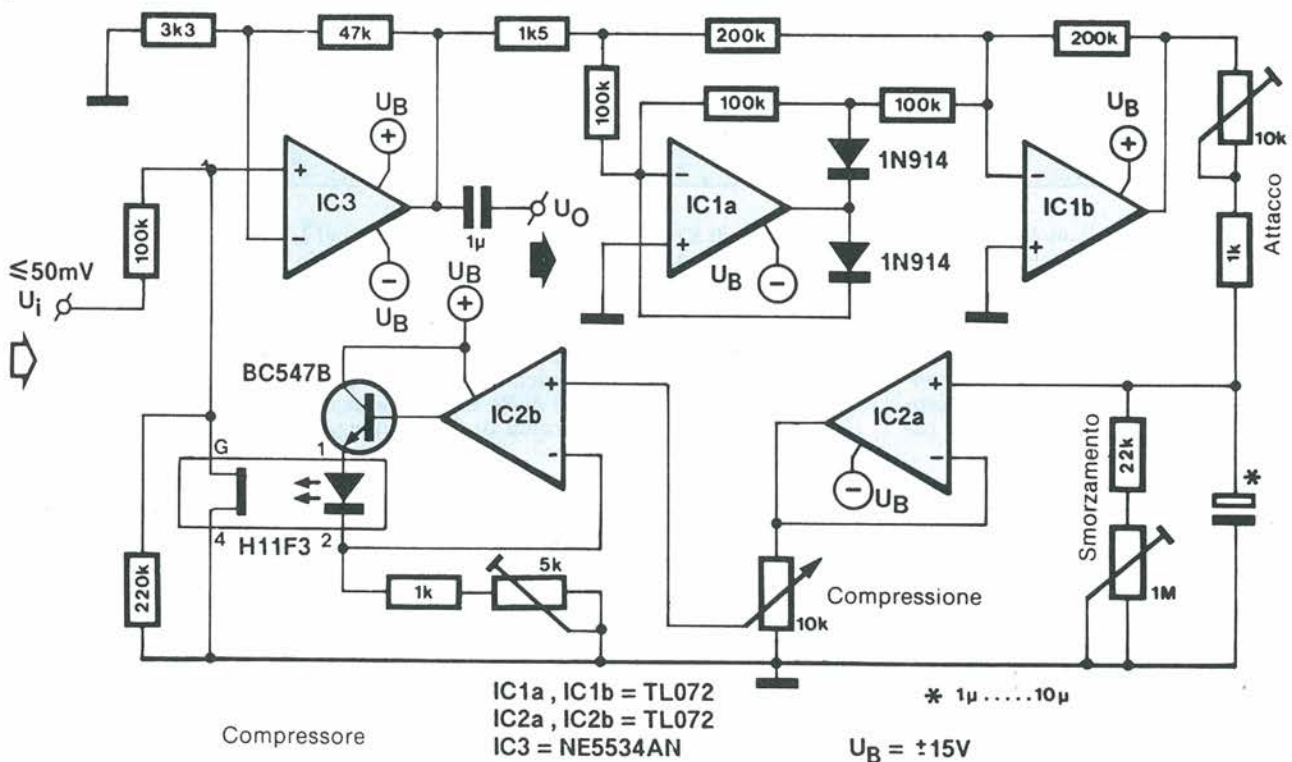 3k3
47k
1k5
200k
200k
100k
100k
100k
U_B
+
10k
1N914
+
IC3
-
-
IC1a
+
-
IC1b
+
U_B
+
Attacco
100k
1µ
U_O
1k
≤50mV
U_i
-
U_B
U_B
-
1N914
U_B
+
BC547B
IC2b
+
-
IC2a
+
-
22k
*
G
1
-
U_B
Smorzamento
4
H11F3
2
5k
1k
220k
Compressione
10k
1M
IC1a , IC1b = TL072
* 1µ.....10µ
IC2a , IC2b = TL072
Compressore
IC3 = NE5534AN
U_B = ±15V